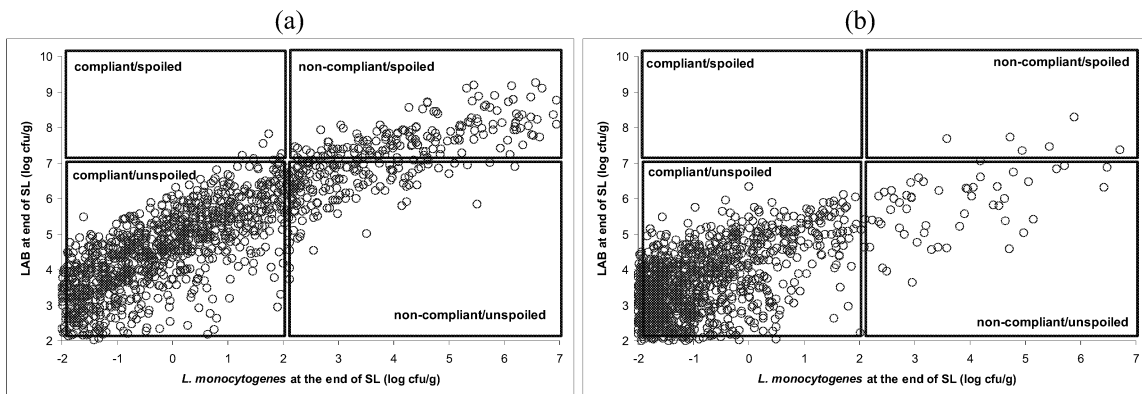 (a)
10
9
8
7
6
5
4
3
2
LAB at end of SL (log cfu/g)
compliant/spoiled
non-compliant/spoiled
compliant/unspoiled
non-compliant/unspoiled
-2 -1 0 1 2 3 4 5 6 7
L. monocytogenes at the end of SL (log cfu/g)
(b)
10
9
8
7
6
5
4
3
2
LAB at end of SL (log cfu/g)
compliant/spoiled
non-compliant/spoiled
compliant/unspoiled
non-compliant/unspoiled
-2 -1 0 1 2 3 4 5 6 7
L. monocytogenes at the end of SL (log cfu/g)